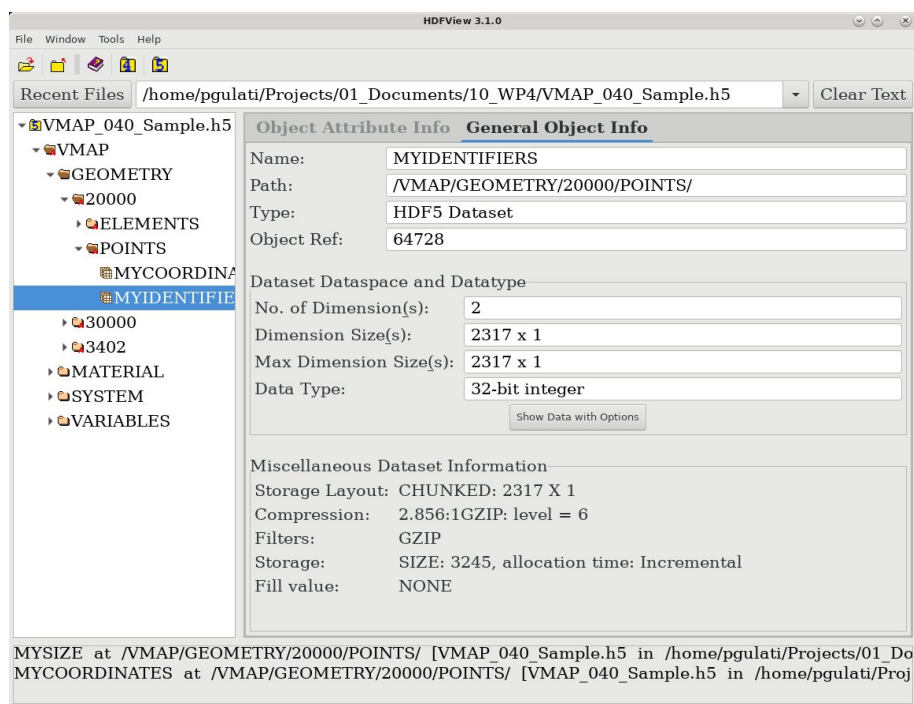 HDFView 3.1.0
File Window Tools Help
4 5
Recent Files /home/pgulati/Projects/01_Documents/10_WP4/VMAP_040_Sample.h5 Clear Text
VMAP_040_Sample.h5
VMAP
GEOMETRY
20000
ELEMENTS
POINTS
MYCOORDINA
MYIDENTIFIE
30000
3402
MATERIAL
SYSTEM
VARIABLES
Object Attribute Info General Object Info
Name: MYIDENTIFIERS
Path: /VMAP/GEOMETRY/20000/POINTS/
Type: HDF5 Dataset
Object Ref: 64728
Dataset Dataspace and Datatype
No. of Dimension(s): 2
Dimension Size(s): 2317 x 1
Max Dimension Size(s): 2317 x 1
Data Type: 32-bit integer
Show Data with Options
Miscellaneous Dataset Information
Storage Layout: CHUNKED: 2317 X 1
Compression: 2.856:1GZIP: level = 6
Filters: GZIP
Storage: SIZE: 3245, allocation time: Incremental
Fill value: NONE
MYSIZE at /VMAP/GEOMETRY/20000/POINTS/ [VMAP_040_Sample.h5 in /home/pgulati/Projects/01_Do
MYCOORDINATES at /VMAP/GEOMETRY/20000/POINTS/ [VMAP_040_Sample.h5 in /home/pgulati/Proj